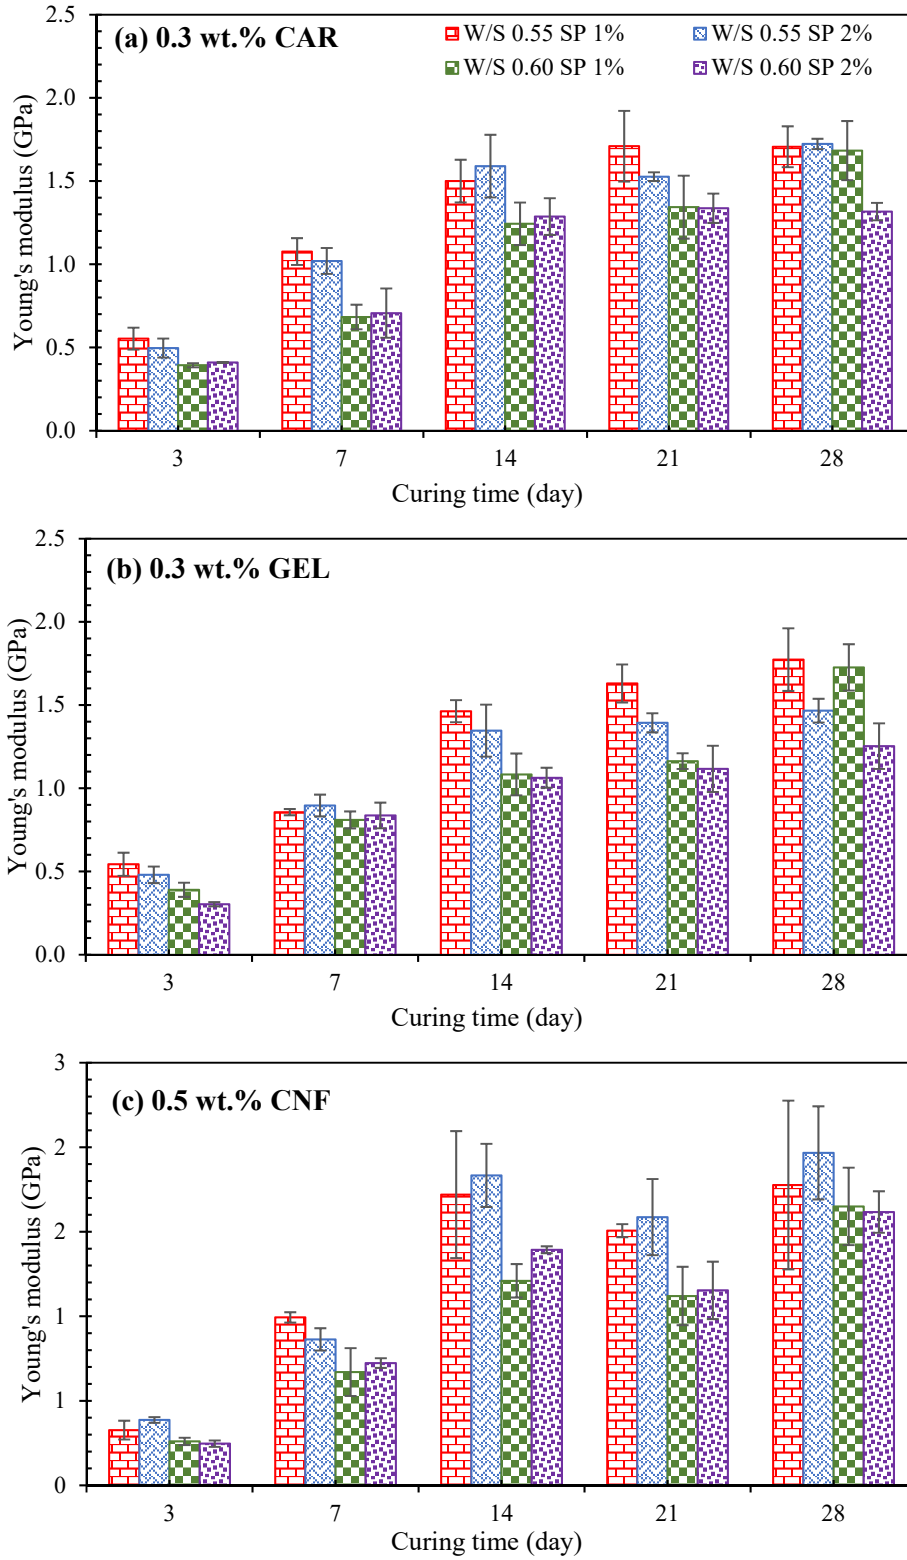 (a) 0.3 wt.% CAR
W/S 0.55 SP 1%
W/S 0.55 SP 2%
W/S 0.60 SP 1%
W/S 0.60 SP 2%
Young's modulus (GPa)
2.5
2.0
1.5
1.0
0.5
0.0
3 7 14 21 28
Curing time (day)
(b) 0.3 wt.% GEL
Young's modulus (GPa)
2.5
2.0
1.5
1.0
0.5
0.0
3 7 14 21 28
Curing time (day)
(c) 0.5 wt.% CNF
Young's modulus (GPa)
3
2
2
1
1
0
3 7 14 21 28
Curing time (day)